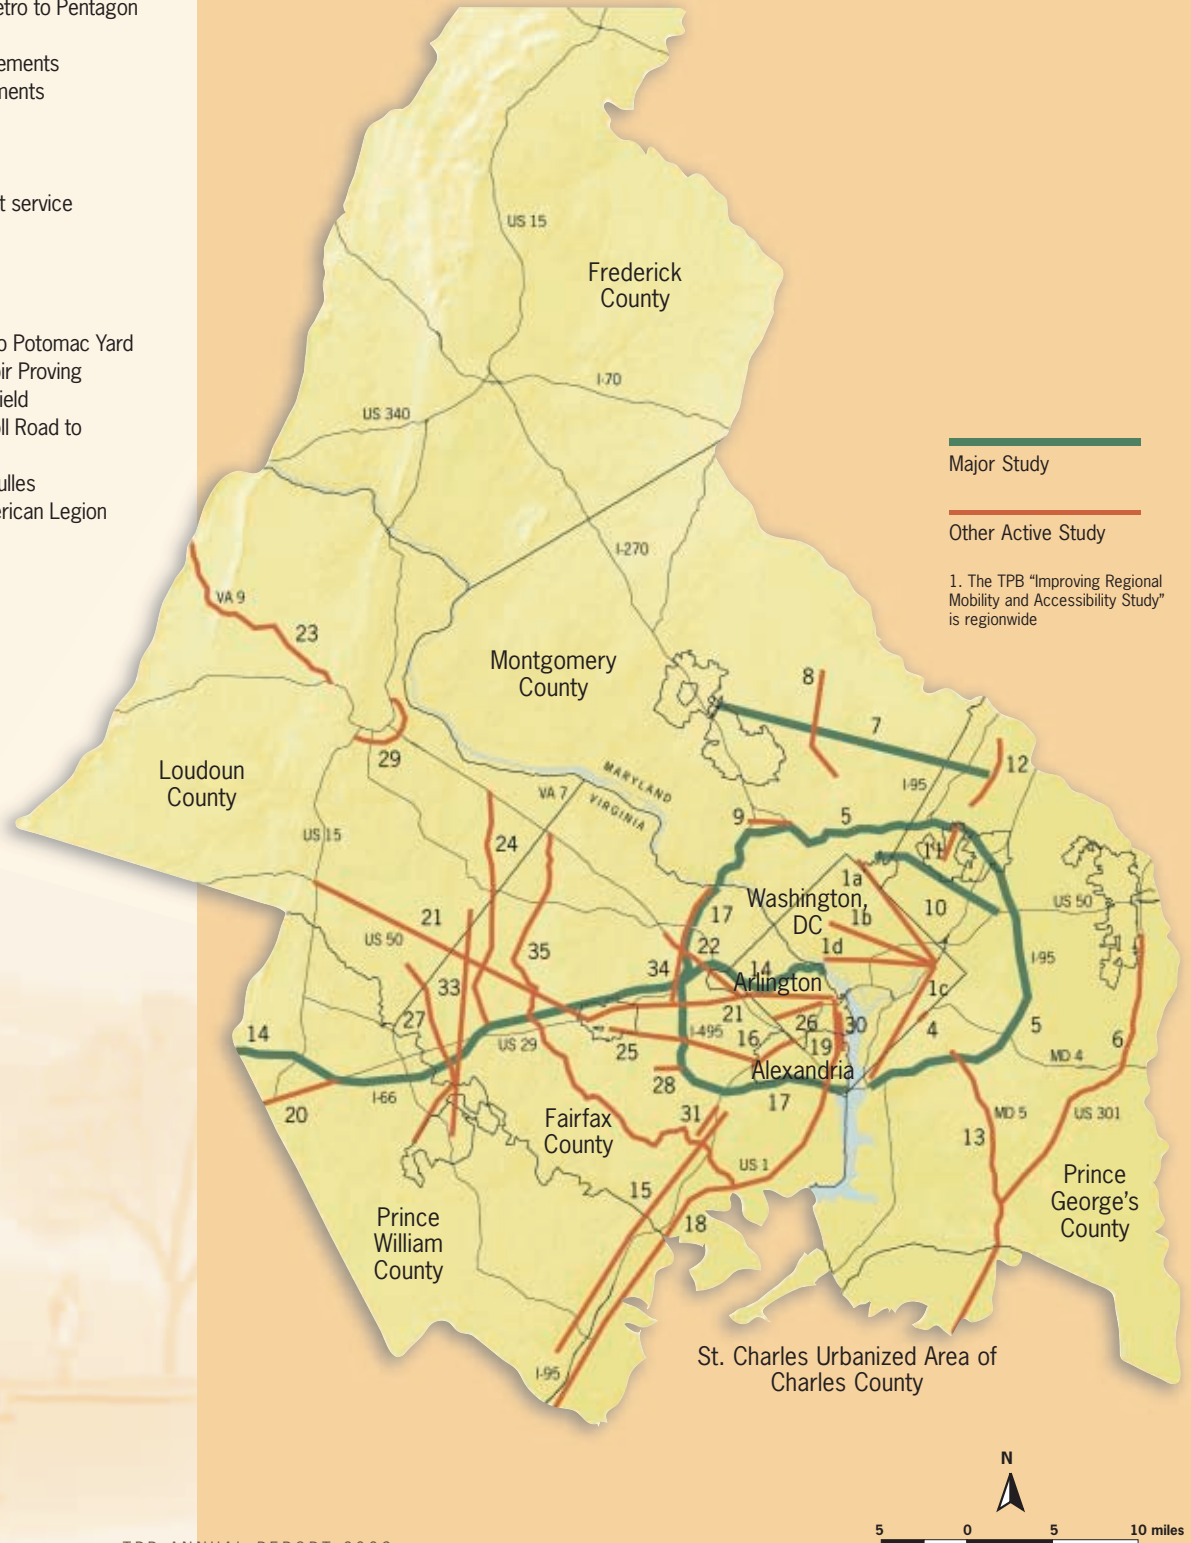 etro to Pentagon
ements
ments
t service
o Potomac Yard
ir Proving
ield
ll Road to
ulles
erican Legion
US 15
Frederick
County
I-70
US 340
Major Study
Other Active Study
I-270
1. The TPB “Improving Regional
Mobility and Accessibility Study”
is regionwide
VA 9
23
Montgomery
County
8
7
29
12
Loudoun
County
MARYLAND
VIRGINIA
VA 7
I-95
9
5
US 15
24
11
1a
Washington,
DC
17
1b
10
US 50
21
US 50
22
1d
35
34
14
Arlington
I-95
33
1c
27
21
26
30
4
5
14
I-495
16
19
6
US 29
25
MD 4
Alexandria
28
20
I-66
17
31
Fairfax
County
MD 5
US 301
13
US 1
15
Prince
George's
County
18
Prince
William
County
St. Charles Urbanized Area of
Charles County
I-95
N
5 0 5 10 miles